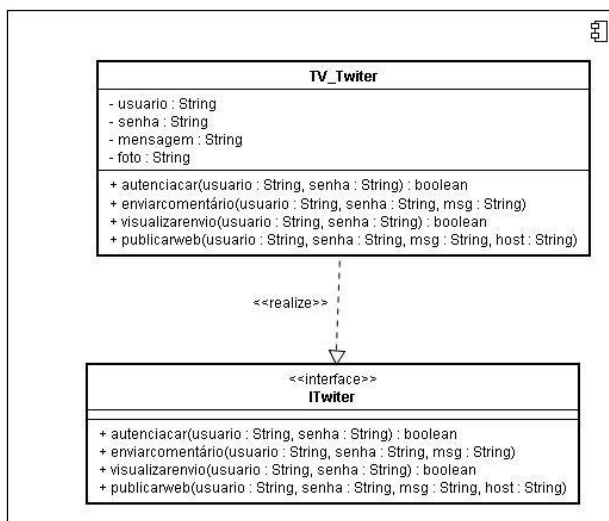 TV_Twiter
- usuario : String
- senha : String
- mensagem : String
- foto : String
+ autenciacar(usuario : String, senha : String) : boolean
+ enviarcomentário(usuario : String, senha : String, msg : String)
+ visualizarenvio(usuario : String, senha : String) : boolean
+ publicarweb(usuario : String, senha : String, msg : String, host : String)
<<realize>>
<<interface>>
ITwiter
+ autenciacar(usuario : String, senha : String) : boolean
+ enviarcomentário(usuario : String, senha : String, msg : String)
+ visualizarenvio(usuario : String, senha : String) : boolean
+ publicarweb(usuario : String, senha : String, msg : String, host : String)